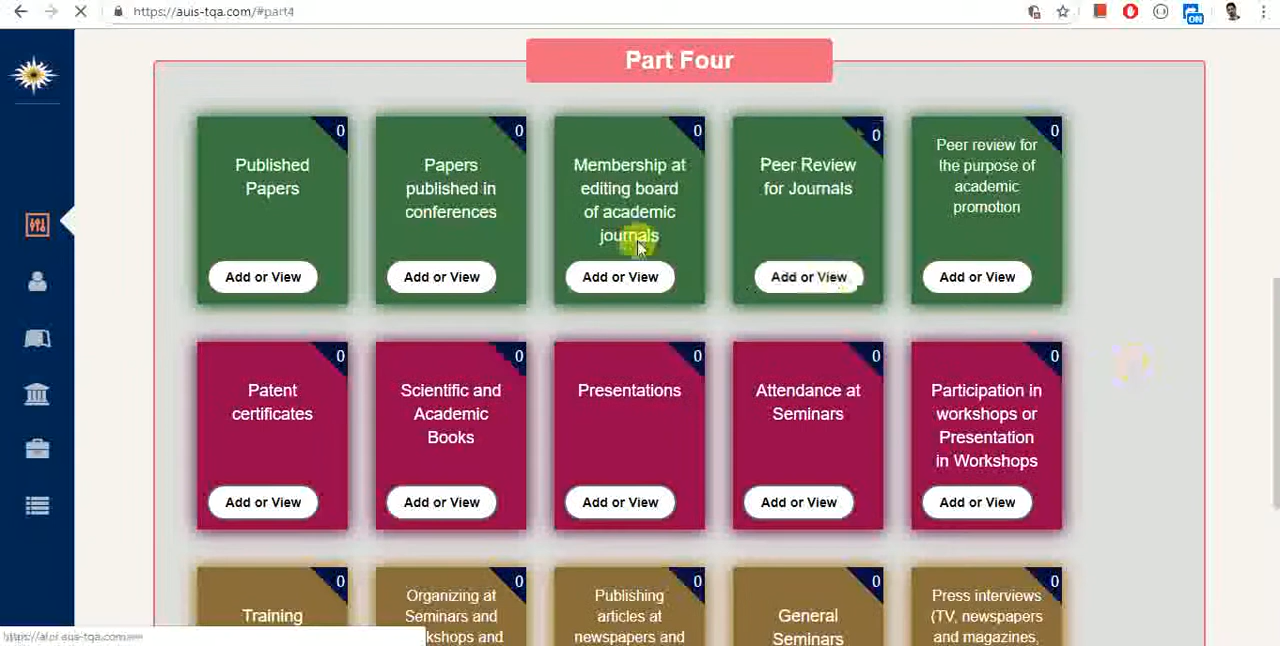 https://auis-tqa.com/#part4
ON
Part Four
0
0
0
0
0
Published
Papers
Papers
published in
conferences
Membership at
editing board
of academic
journals
Peer Review
for Journals
Peer review for
the purpose of
academic
promotion
Add or View
Add or View
Add or View
Add or View
Add or View
0
0
0
0
0
Patent
certificates
Scientific and
Academic
Books
Presentations
Attendance at
Seminars
Participation in
workshops or
Presentation
in Workshops
Add or View
Add or View
Add or View
Add or View
Add or View
0
0
0
0
0
Training
Organizing at
Seminars and
kshops and
Publishing
articles at
newspapers and
General
Seminars
Press interviews
(TV, newspapers
and magazines,